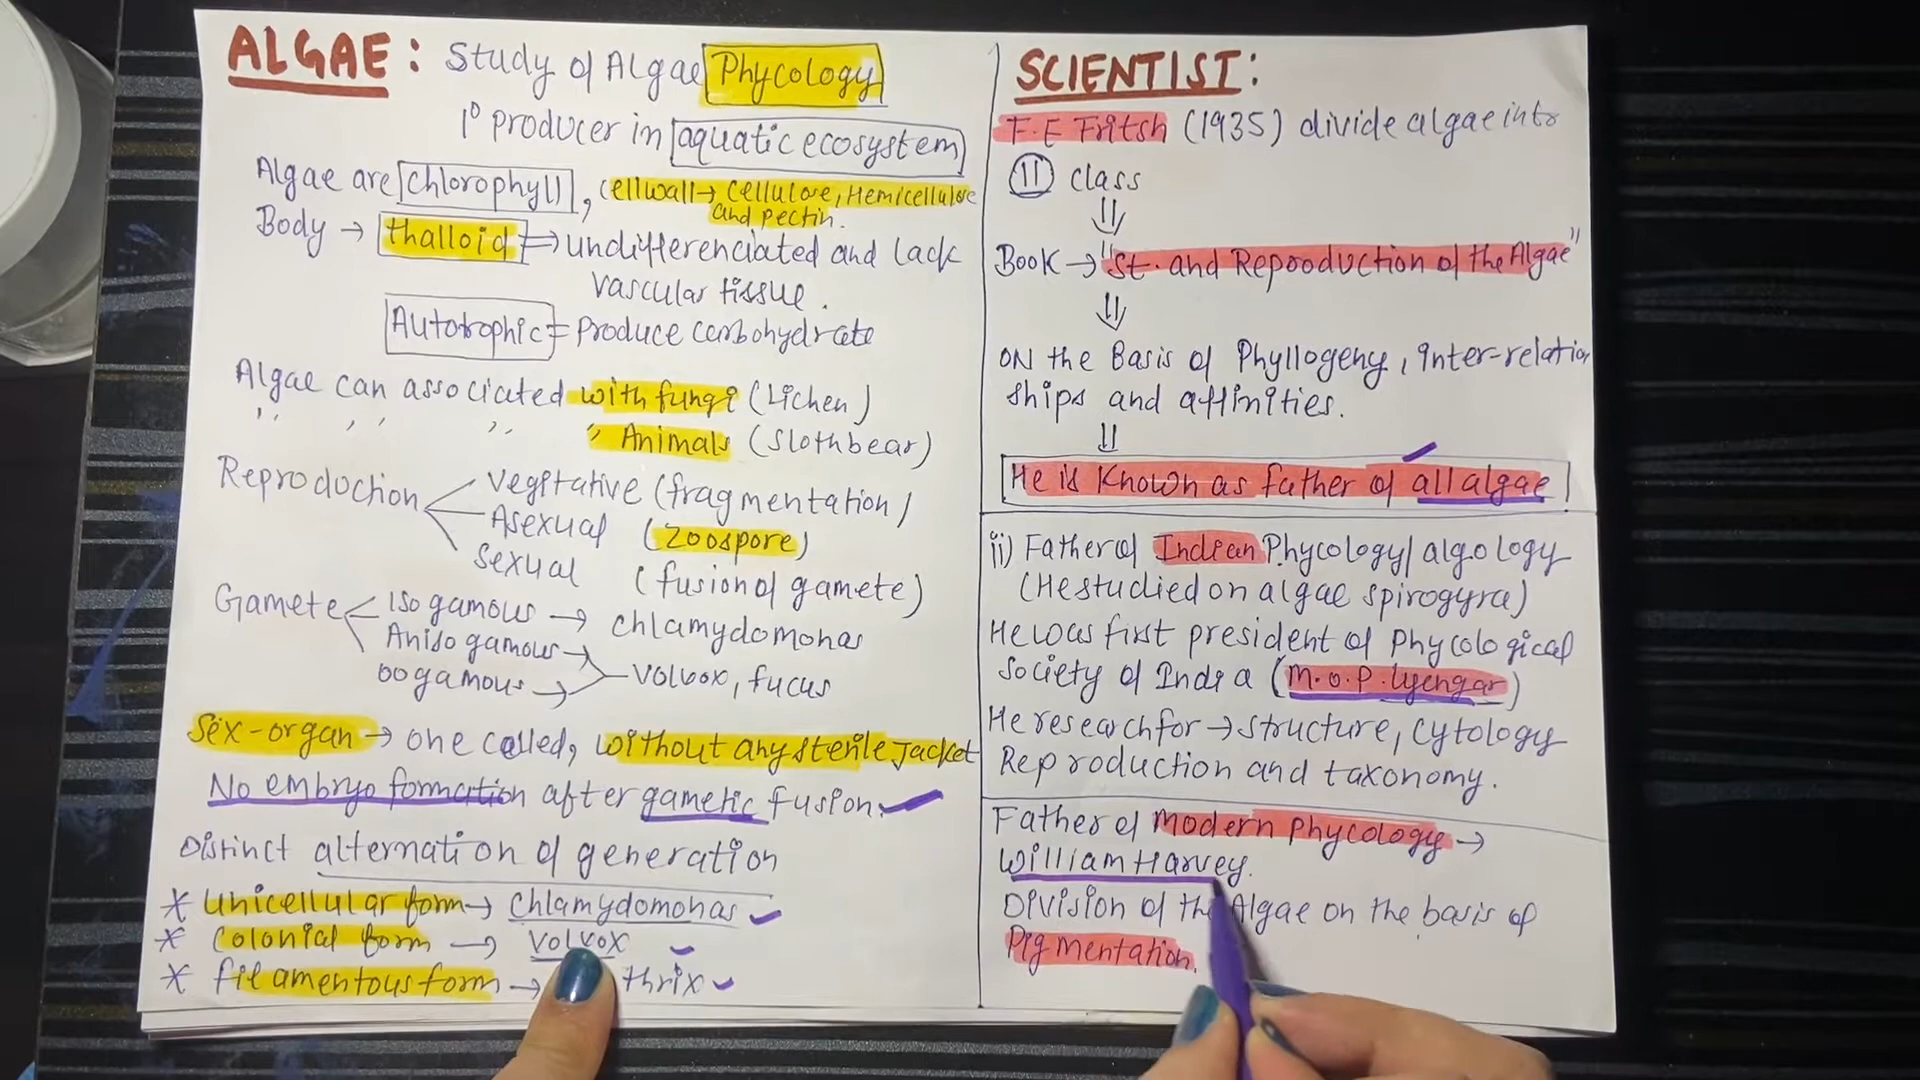 ALGAE: Study of Algae Phycology
1° producer in aquatic ecosystem
Algae are chlorophyll, cellwall→ cellulose, Hemicellulose
and pectin.
Body → thalloid ⇒ undifferenciated and lack
vascular tissue.
Autotrophic = Produce carbohydrate
Algae can associated with fungi (Lichen)
,, ,, ,, ,, Animals (Slothbear)
Reproduction
Vegitative (fragmentation)
Asexual (Zoospore)
Sexual (fusion of gamete)
Gamete
Isogamous → chlamydomonas
Anisogamous →
oogamous → Volvox, fucus
Sex-organ → one celled, without any sterile Jacket
No embryo formation after gametic fusion.
Distinct alternation of generation
* Unicellular form → Chlamydomonas
* Colonial form → Volvox
* filamentous form → thrix
SCIENTIST:
F.E Fritsh (1935) divide algae into
11 class
⇓
Book → "St. and Reprooduction of the Algae"
⇓
ON the Basis of Phyllogeny, inter-relation
ships and affinities.
⇓
He is Known as father of all algae
ii) Father of Indian Phycology/ algology
(He studied on algae spirogyra)
He was first president of Phycological
Society of India (M.O.P. Iyengar)
He research for → structure, Cytology
Reproduction and taxonomy.
Father of modern phycology →
William Harvey.
Division of the Algae on the basis of
Pigmentation.